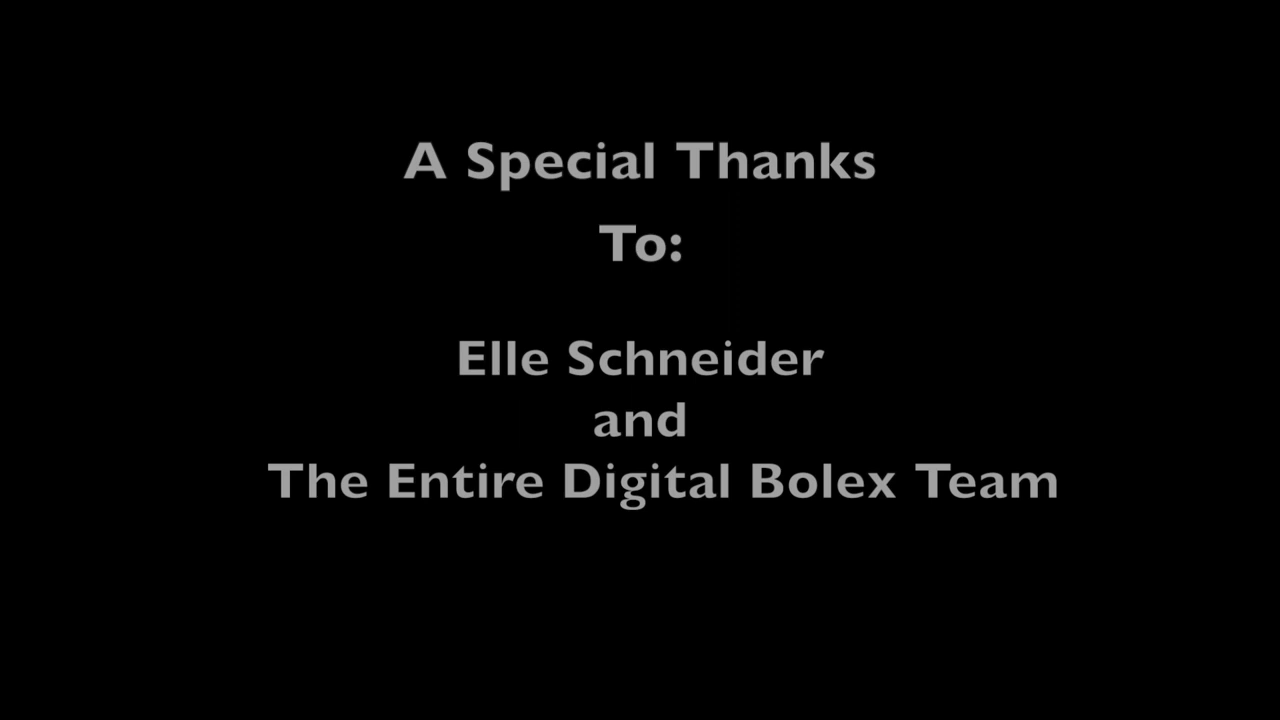 A Special Thanks
To:
Elle Schneider
and
The Entire Digital Bolex Team